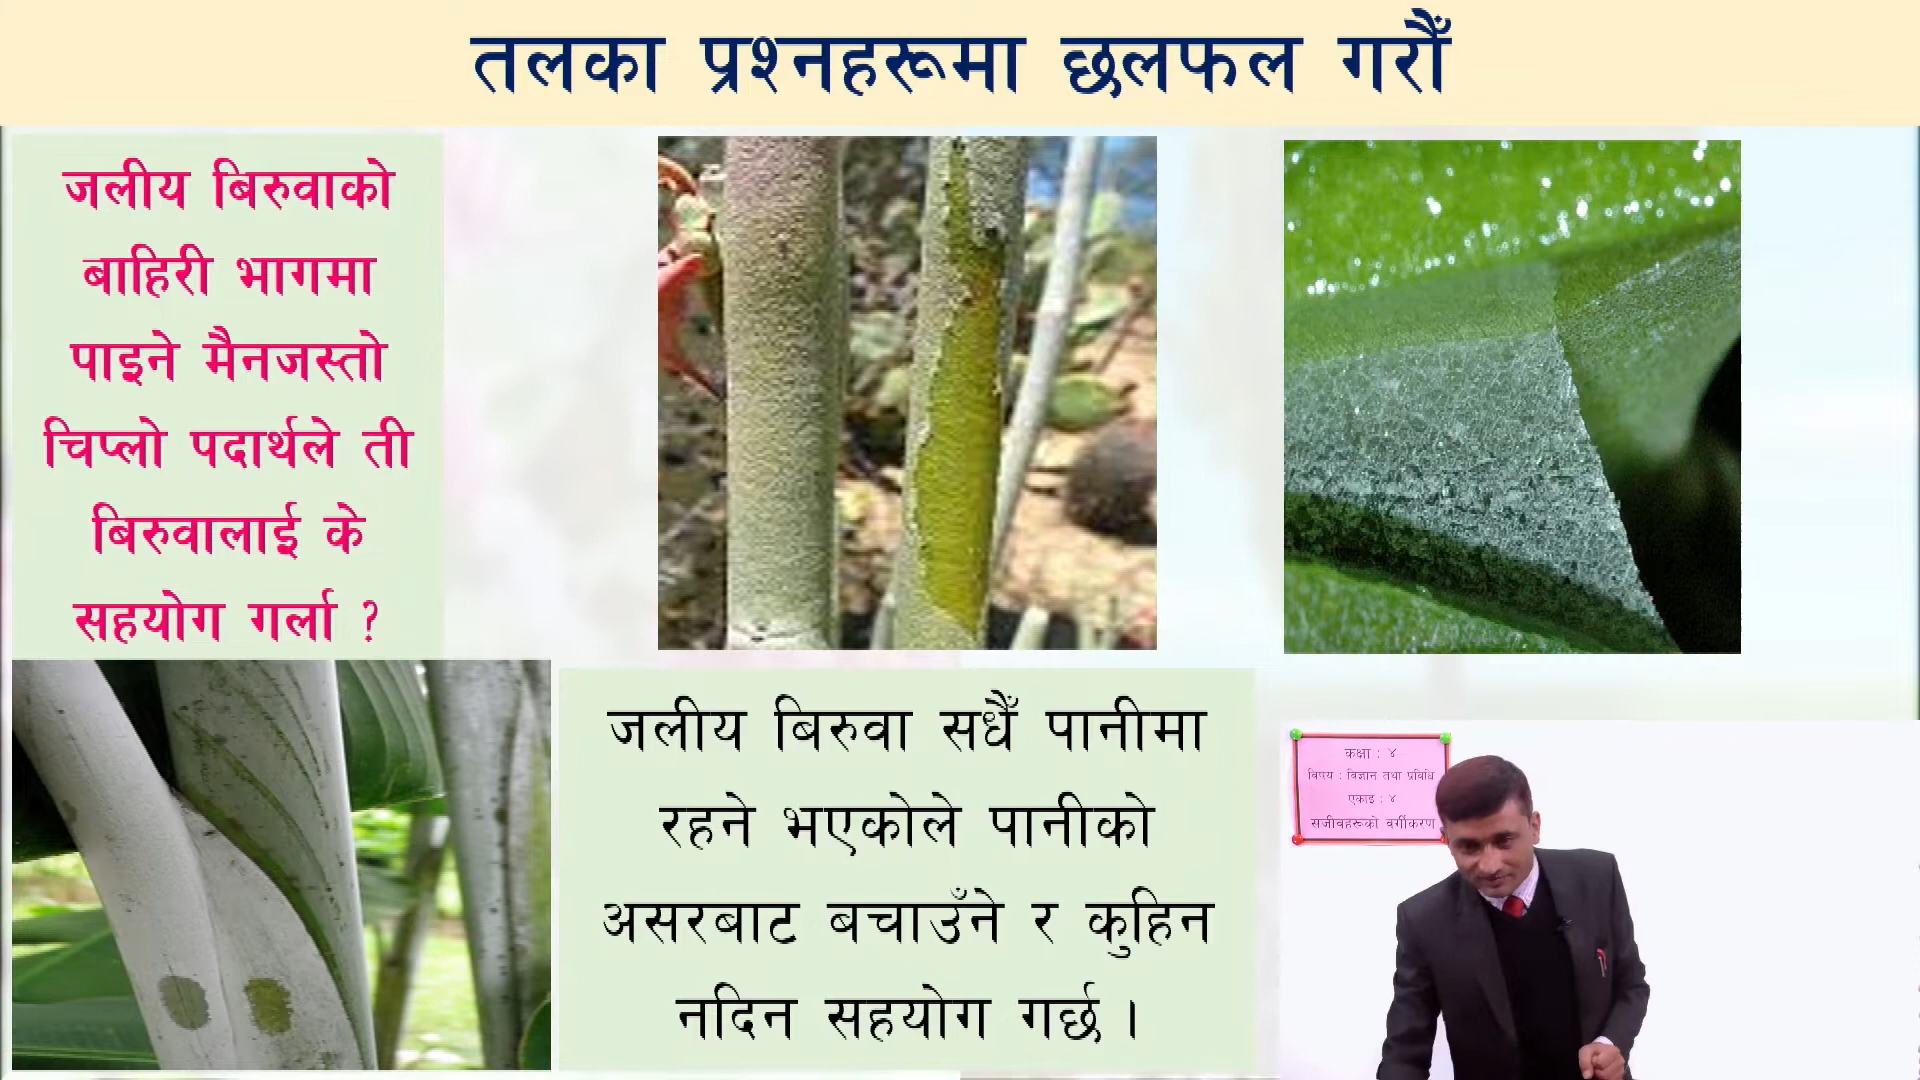 तलका प्रश्नहरूमा छलफल गरौँ
जलीय बिरुवाको
बाहिरी भागमा
पाइने मैनजस्तो
चिप्लो पदार्थले ती
बिरुवालाई के
सहयोग गर्ला ?
जलीय बिरुवा सधैँ पानीमा
रहने भएकोले पानीको
असरबाट बचाउँने र कुहिन
नदिन सहयोग गर्छ ।
कक्षा : ४
विषय : विज्ञान तथा प्रविधि
एकाइ : ४
सजीवहरूको वर्गीकरण